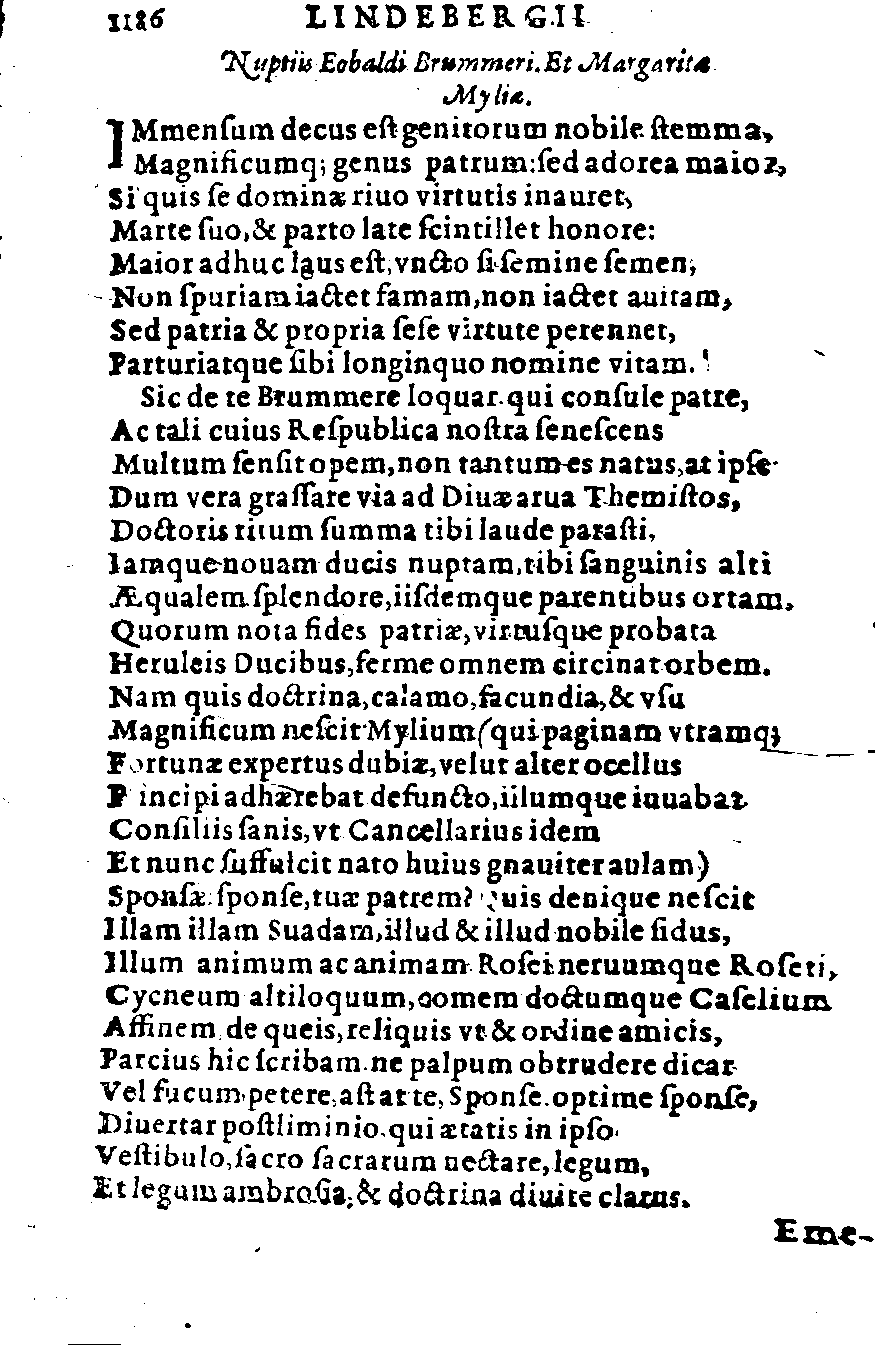 1186 LINDEBERGII
Nuptiis Eobaldi Brummeri. Et Margaritæ
Myliæ.
IMmenſum decus eſt genitorum nobile ſtemma,
Magnificumq; genus patrum: ſed adorea maior,
Si quis ſe dominæ riuo virtutis inauret,
Marte ſuo, & parto late ſcintillet honore:
Maior adhuc laus eſt, vncto ſi ſemine ſemen,
Non ſpuriam iactet famam, non iactet auitam,
Sed patria & propria ſeſe virtute perennet,
Parturiatque ſibi longinquo nomine vitam.
Sic de te Brummere loquar. qui conſule patre,
Ac tali cuius Reſpublica noſtra ſeneſcens
Multum ſenſit opem, non tantum es natus, at ipſe
Dum vera graſſare via ad Diuæ arua Themiſtos,
Doctoris ritum ſumma tibi laude paraſti,
Iamque nouam ducis nuptam, tibi ſanguinis alti
Æqualem ſplendore, iiſdemque parentibus ortam,
Quorum nota fides patriæ, virtuſque probata
Heruleis Ducibus, ferme omnem circinat orbem.
Nam quis doctrina, calamo, facundia, & vſu
Magnificum neſcit Mylium (qui paginam vtramq;
Fortunæ expertus dubiæ, velut alter ocellus
P incipi adhærebat defuncto, illumque iuuabat
Conſiliis ſanis, vt Cancellarius idem
Et nunc ſuffulcit nato huius gnauiter aulam)
Sponſæ ſponſe, tuæ patrem? Quis denique neſcit
Illam illam Suadam, illud & illud nobile ſidus,
Illum animum ac animam Roſci neruumque Roſeti,
Cycneum altiloquum, comem doctumque Caſelium
Affinem de queis, reliquis vt & ordine amicis,
Parcius hic ſcribam. ne palpum obtrudere dicar
Vel fucum petere, aſt at te, Sponſe. optime ſponſe,
Diuertar poſtliminio. qui ætatis in ipſo
Veſtibulo, ſacro ſacrarum nectare, legum,
Et legum ambroſia, & doctrina diuite clarus.
Eme-